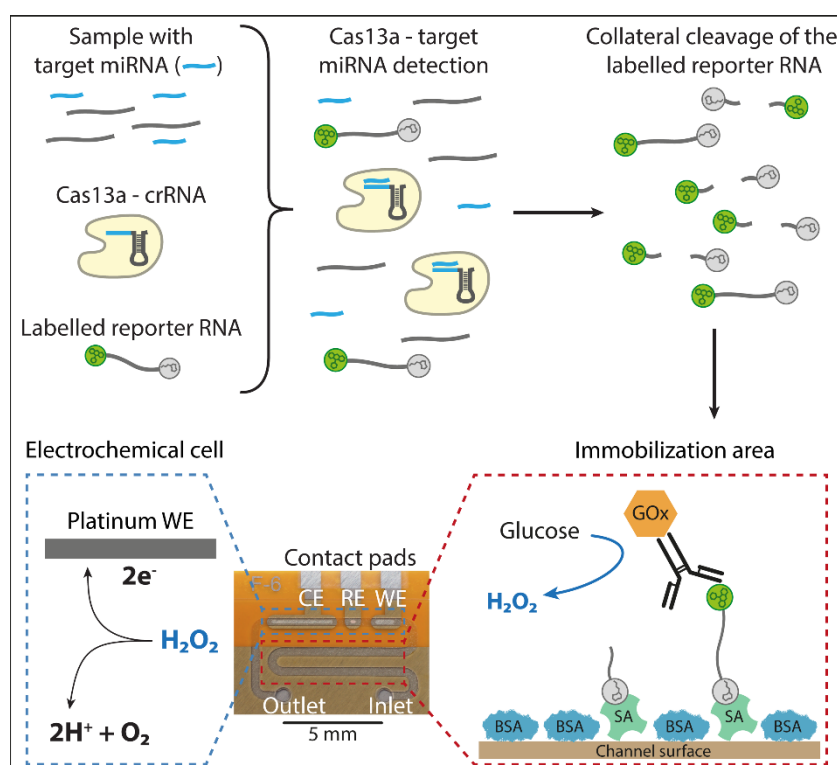 Sample with
target miRNA ( )
Cas13a - crRNA
Labelled reporter RNA
Cas13a - target
miRNA detection
Collateral cleavage of the
labelled reporter RNA
Electrochemical cell
Platinum WE
2e⁻
H₂O₂
2H⁺ + O₂
Contact pads
F-6
CE RE WE
Outlet Inlet
5 mm
Immobilization area
GOx
Glucose
H₂O₂
BSA BSA SA BSA SA BSA
Channel surface